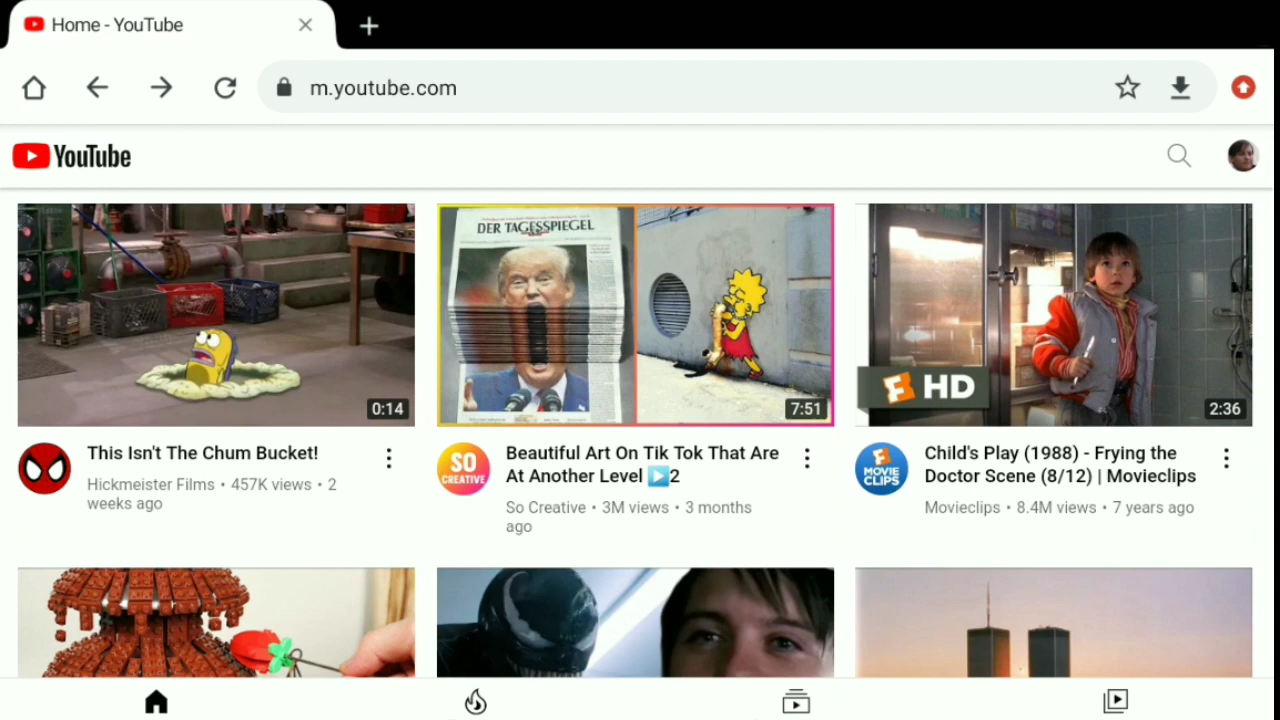 Home - YouTube
m.youtube.com
YouTube
DER TAGESSPIEGEL
HD
0:14
7:51
2:36
This Isn't The Chum Bucket!
Hickmeister Films • 457K views • 2
weeks ago
SO
CREATIVE
Beautiful Art On Tik Tok That Are
At Another Level ▶️2
So Creative • 3M views • 3 months
ago
MOVIE
CLIPS
Child's Play (1988) - Frying the
Doctor Scene (8/12) | Movieclips
Movieclips • 8.4M views • 7 years ago